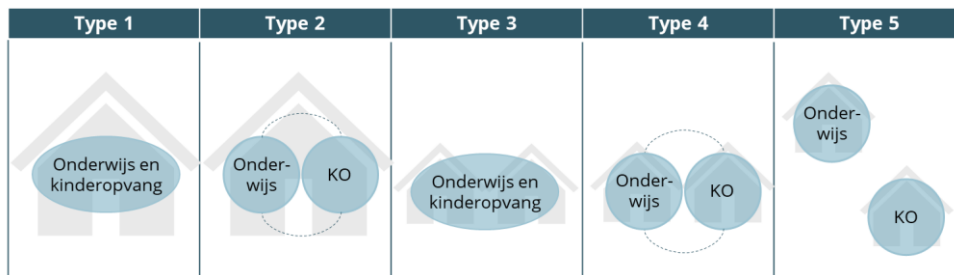 Type 1
Type 2
Type 3
Type 4
Type 5
Onderwijs en
kinderopvang
Onder-
wijs
KO
Onderwijs en
kinderopvang
Onder-
wijs
KO
Onder-
wijs
KO